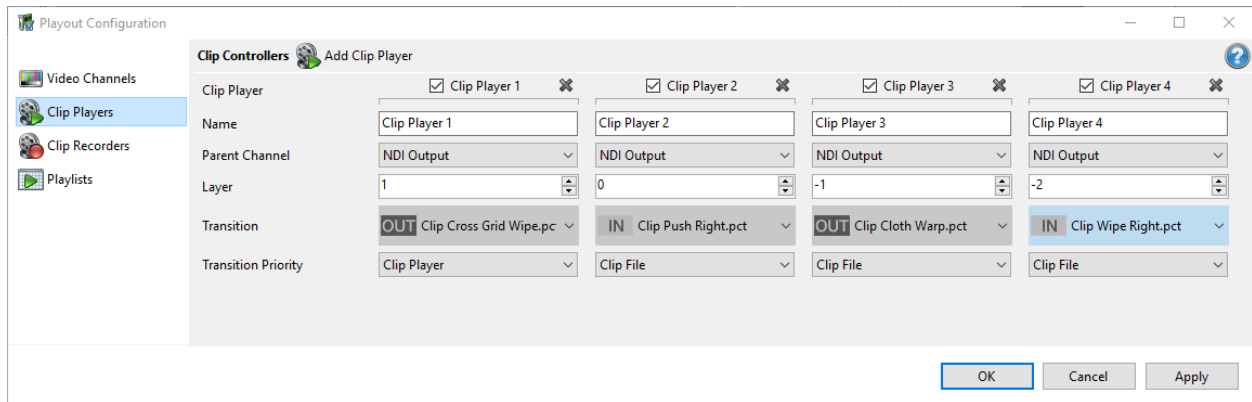 Playout Configuration
Video Channels
Clip Players
Clip Recorders
Playlists
Clip Controllers Add Clip Player ?
Clip Player Clip Player 1 Clip Player 2 Clip Player 3 Clip Player 4
Name Clip Player 1 Clip Player 2 Clip Player 3 Clip Player 4
Parent Channel NDI Output NDI Output NDI Output NDI Output
Layer 1 0 -1 -2
Transition OUT Clip Cross Grid Wipe.pc IN Clip Push Right.pct OUT Clip Cloth Warp.pct IN Clip Wipe Right.pct
Transition Priority Clip Player Clip File Clip File Clip File
OK Cancel Apply